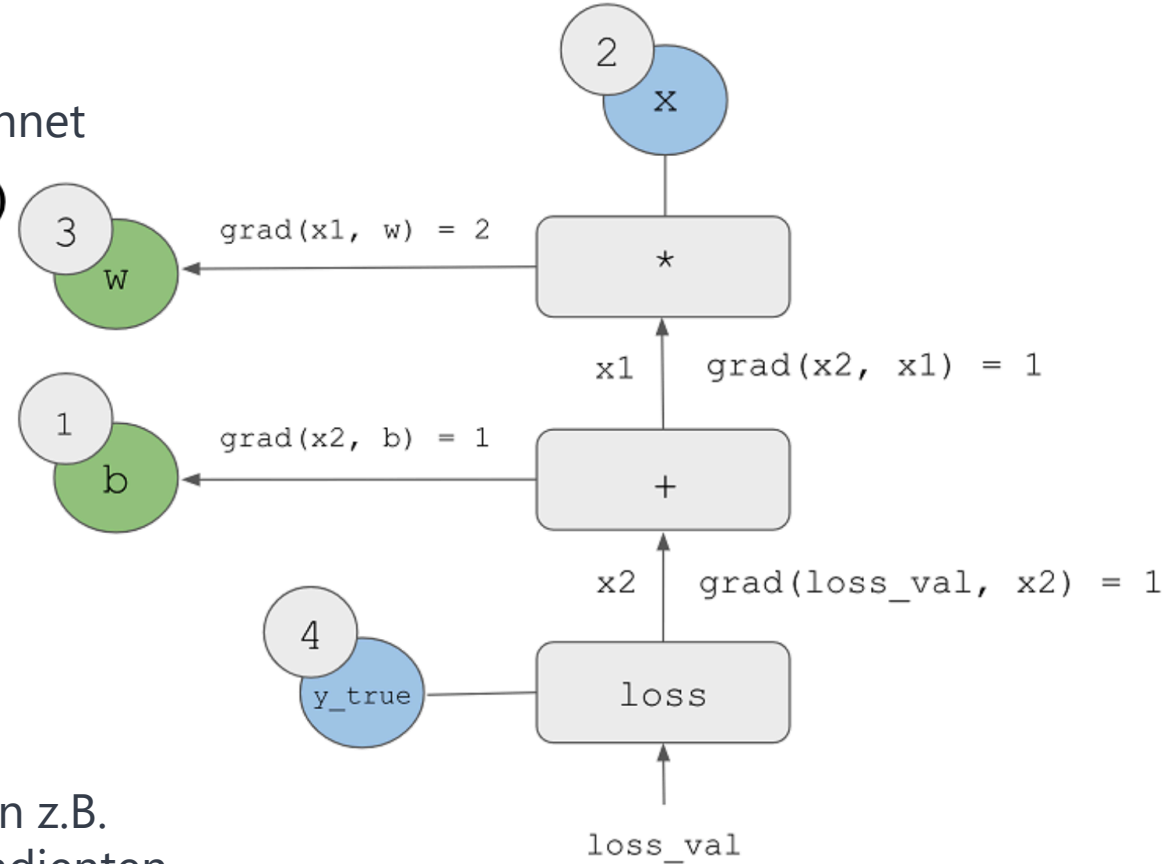 2
x
nnet
)
3
w
grad(x1, w) = 2
*
x1
grad(x2, x1) = 1
1
b
grad(x2, b) = 1
+
x2
grad(loss_val, x2) = 1
4
y_true
loss
n z.B.
loss_val